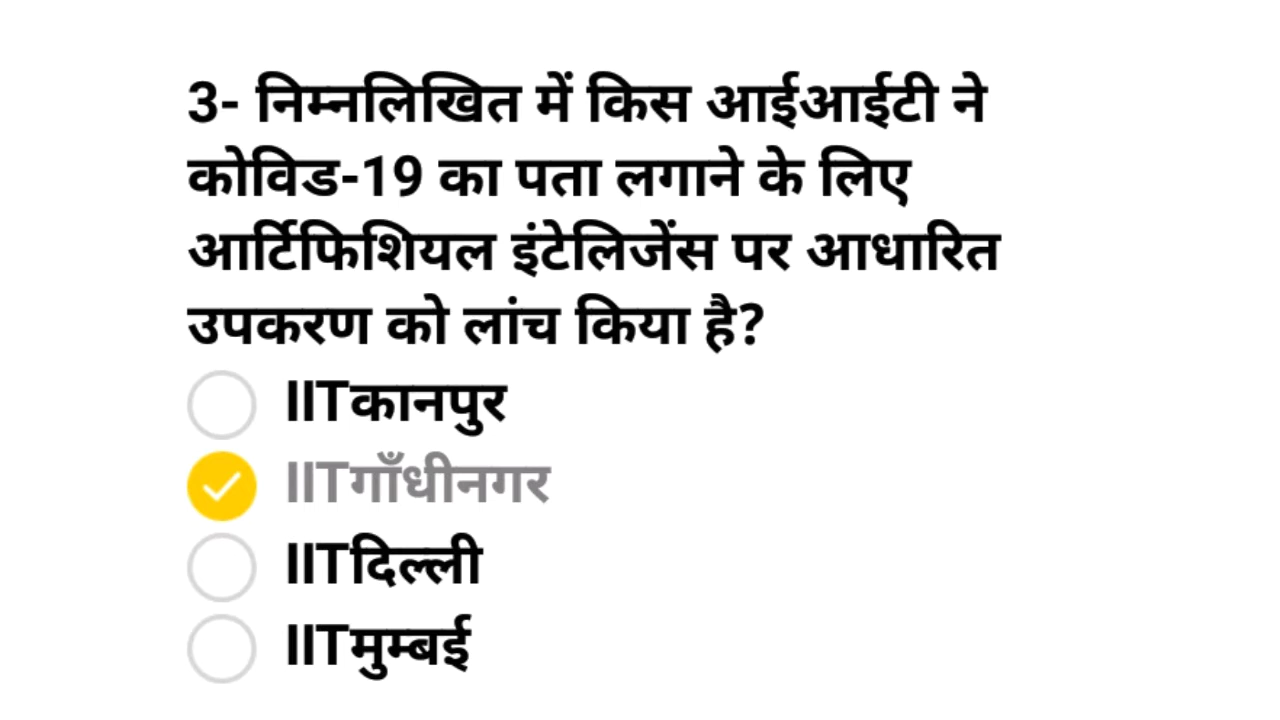 3- निम्नलिखित में किस आईआईटी ने
कोविड-19 का पता लगाने के लिए
आर्टिफिशियल इंटेलिजेंस पर आधारित
उपकरण को लांच किया है?
IITकानपुर
IITगाँधीनगर
IITदिल्ली
IITमुम्बई